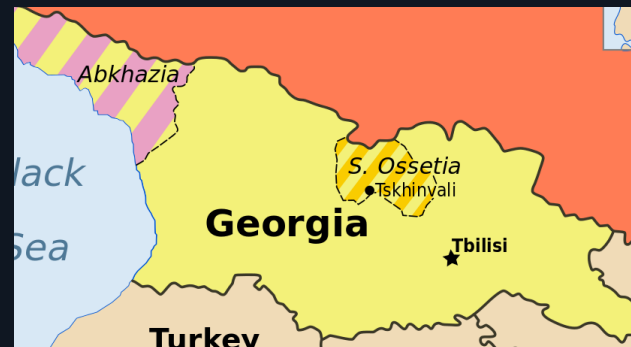 Abkhazia
lack
Sea
S. Ossetia
Tskhinvali
Georgia
Tbilisi
Turkey